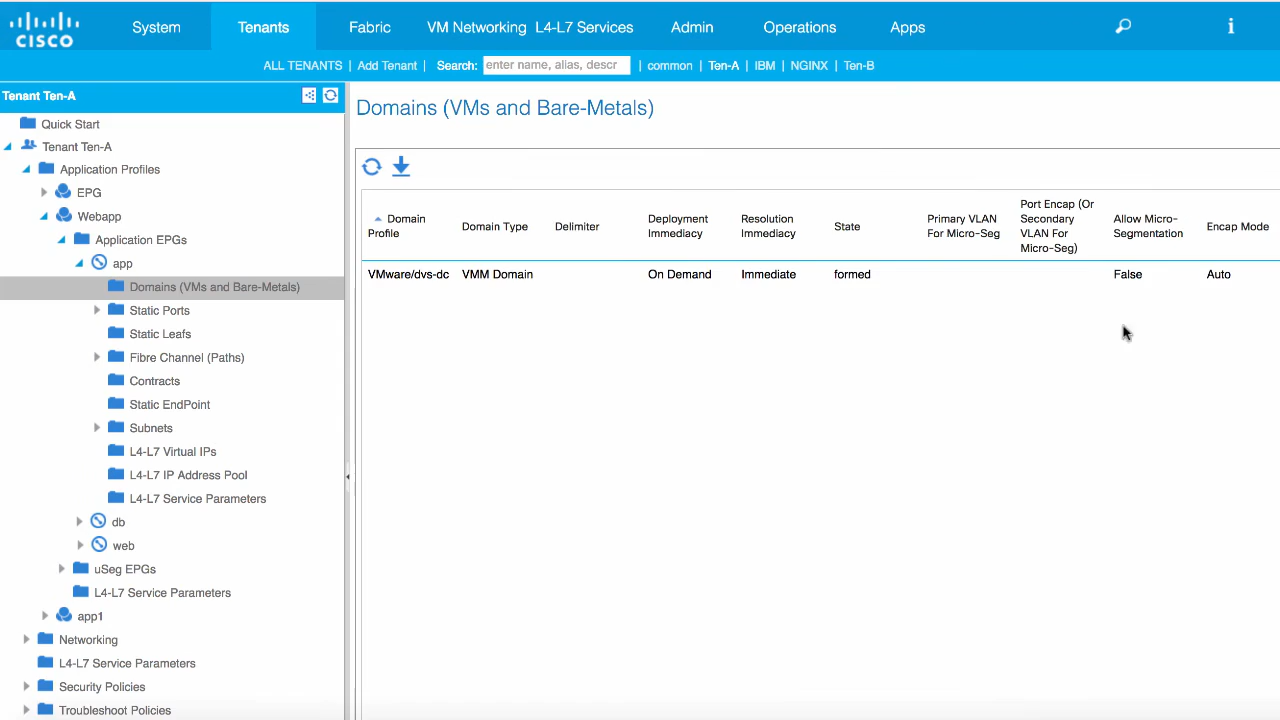 CISCO
System
Tenants
Fabric
VM Networking
L4-L7 Services
Admin
Operations
Apps
ALL TENANTS | Add Tenant | Search: enter name, alias, descr | common | Ten-A | IBM | NGINX | Ten-B
Tenant Ten-A
Quick Start
Tenant Ten-A
Application Profiles
EPG
Webapp
Application EPGs
app
Domains (VMs and Bare-Metals)
Static Ports
Static Leafs
Fibre Channel (Paths)
Contracts
Static EndPoint
Subnets
L4-L7 Virtual IPs
L4-L7 IP Address Pool
L4-L7 Service Parameters
db
web
uSeg EPGs
L4-L7 Service Parameters
app1
Networking
L4-L7 Service Parameters
Security Policies
Troubleshoot Policies
Domains (VMs and Bare-Metals)
Domain
Profile
Domain Type
Delimiter
Deployment
Immediacy
Resolution
Immediacy
State
Primary VLAN
For Micro-Seg
Port Encap (Or
Secondary
VLAN For
Micro-Seg)
Allow Micro-
Segmentation
Encap Mode
VMware/dvs-dc VMM Domain On Demand Immediate formed False Auto